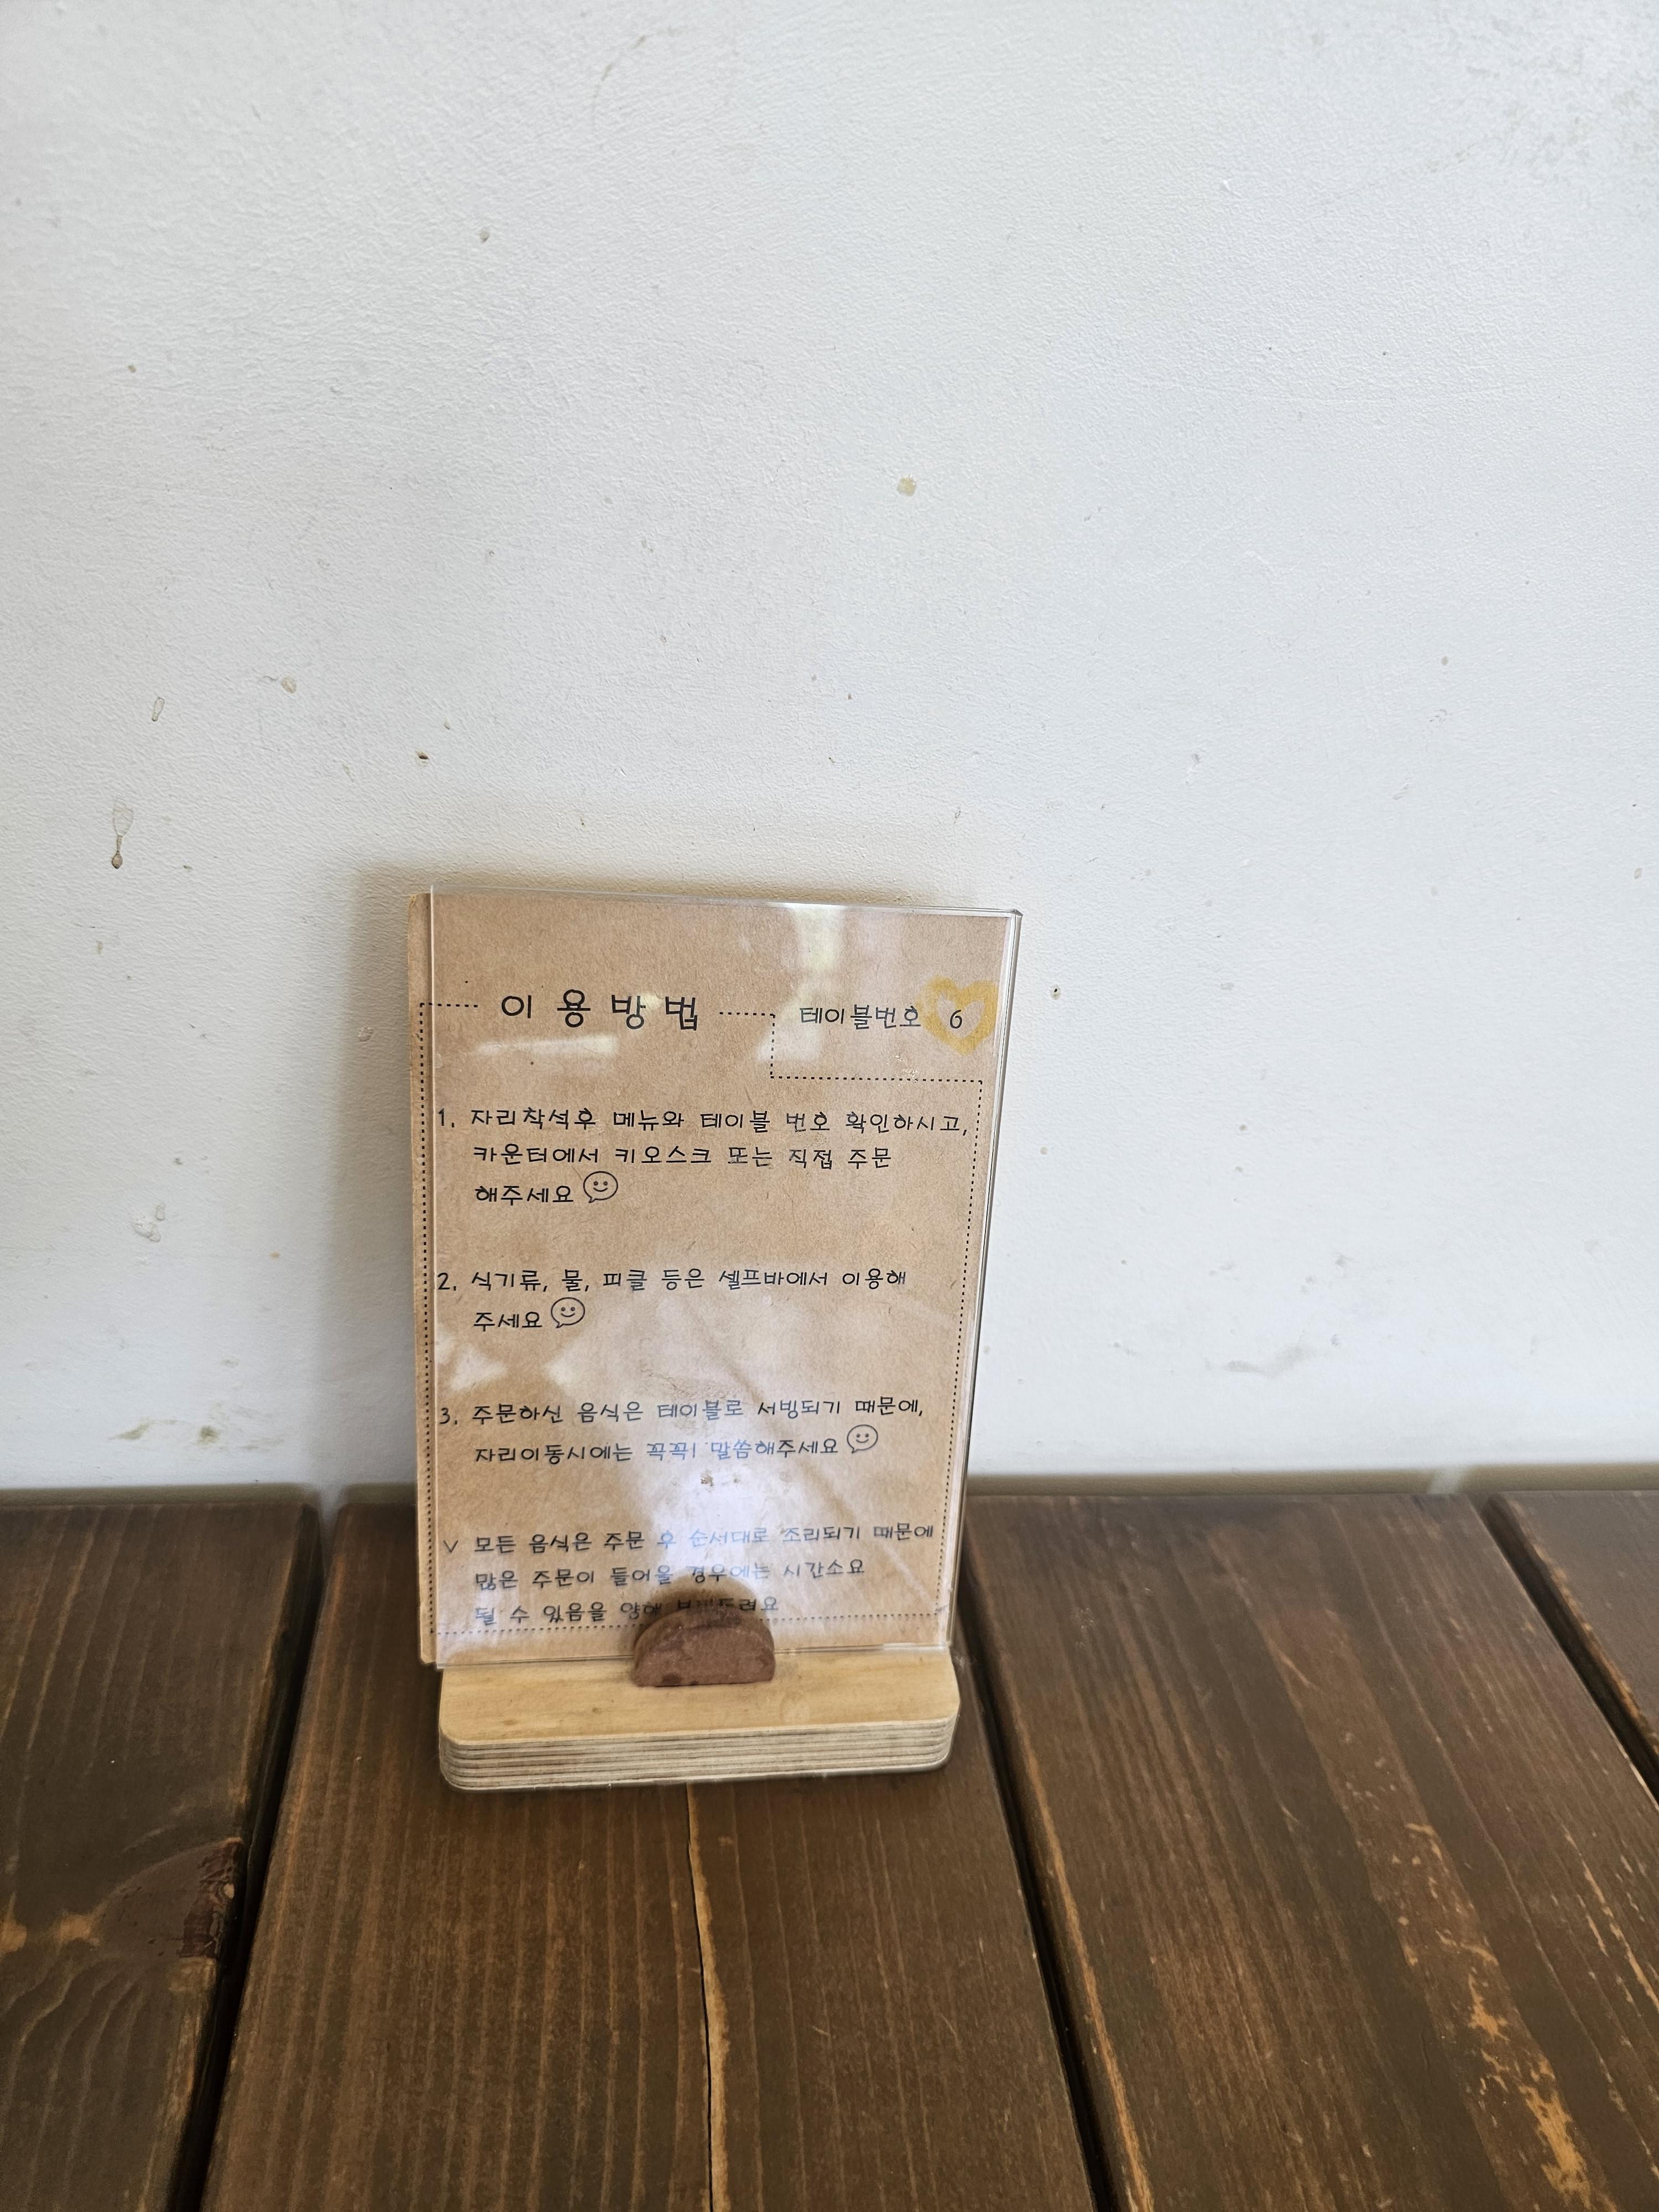 이용방법
테이블번호 6
1. 자리착석후 메뉴와 테이블 번호 확인하시고,
카운터에서 키오스크 또는 직접 주문
해주세요
2. 식기류, 물, 피클 등은 셀프바에서 이용해
주세요
3. 주문하신 음식은 테이블로 서빙되기 때문에,
자리이동시에는 꼭꼭! 말씀해주세요
V 모든 음식은 주문 후 순서대로 조리되기 때문에
많은 주문이 들어올 경우에는 시간소요
될 수 있음을 양해